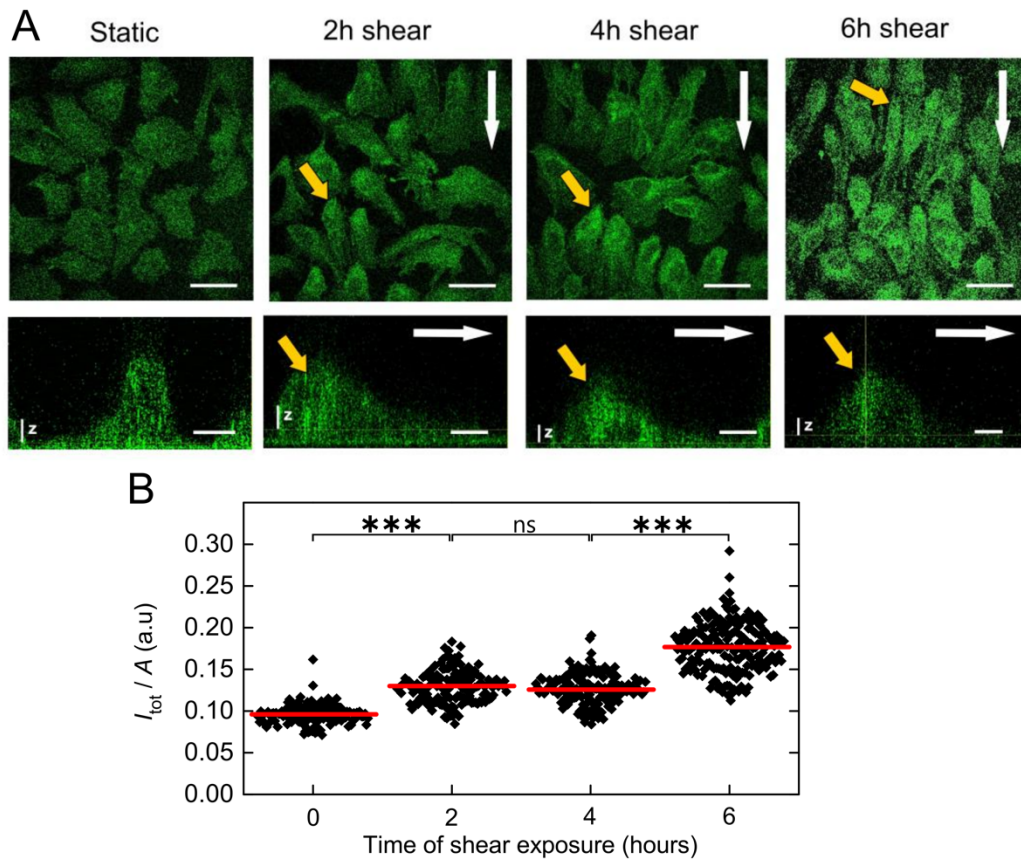 A
Static
2h shear
4h shear
6h shear
z
z
z
z
B
*** ns ***
0.30
0.25
0.20
0.15
0.10
0.05
0.00
I_tot / A (a.u)
0 2 4 6
Time of shear exposure (hours)